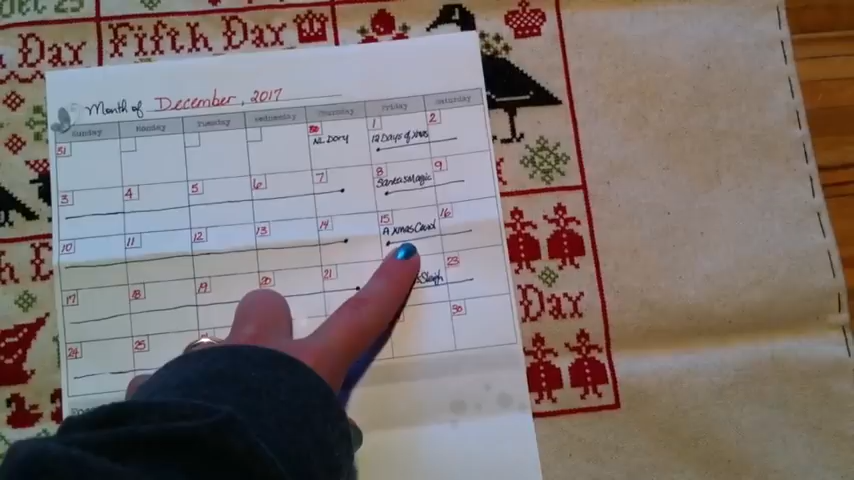 Day Fifth Day
Month of December, 2017
Sunday Monday Tuesday Wednesday Thursday Friday Saturday
31 30 1 2
NL Dory 12 Days of Xmas
3 4 5 6 7 8 9
Santas Magic
10 11 12 13 14 15 16
A Xmas Carol
17 18 19 20 21 23
Sleigh
24 25 30
Day